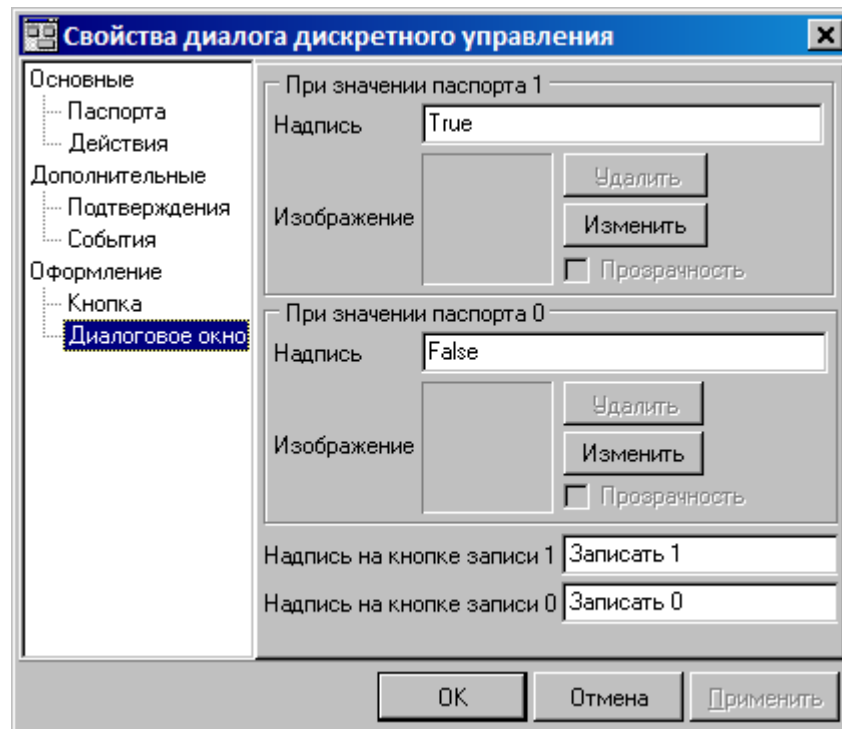 Свойства диалога дискретного управления
Основные
Паспорта
Действия
Дополнительные
Подтверждения
События
Оформление
Кнопка
Диалоговое окно
При значении паспорта 1
Надпись True
Удалить
Изображение
Изменить
Прозрачность
При значении паспорта 0
Надпись False
Удалить
Изображение
Изменить
Прозрачность
Надпись на кнопке записи 1 Записать 1
Надпись на кнопке записи 0 Записать 0
OK Отмена Применить